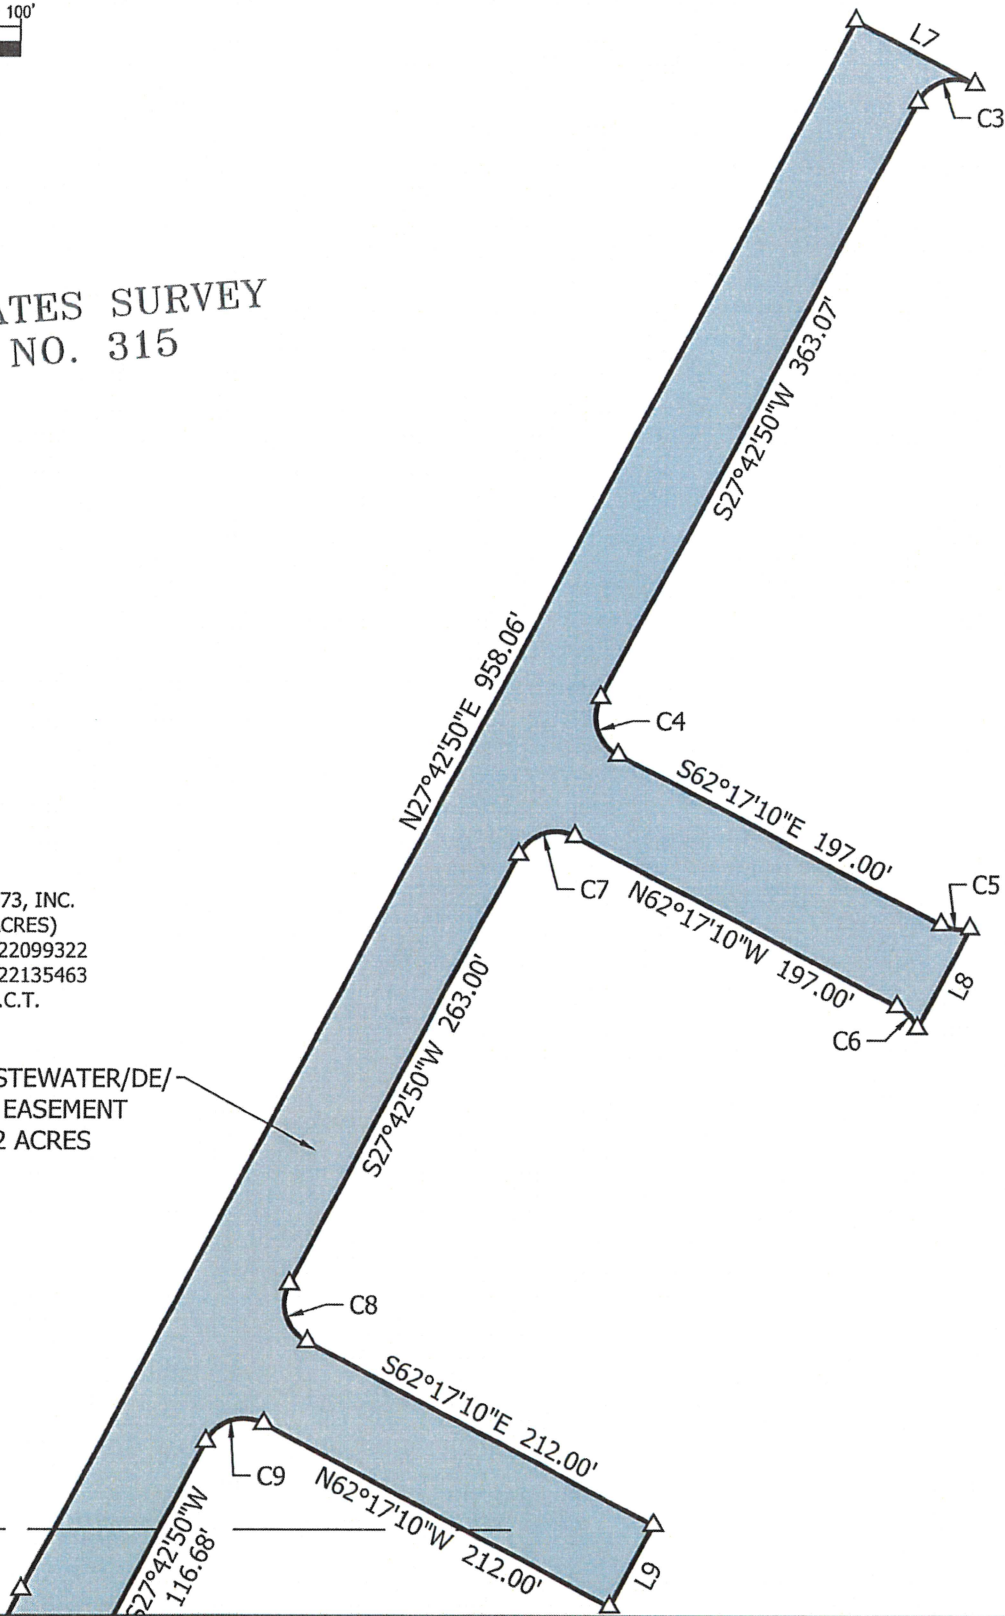 100'
L7
C3
ATES SURVEY
NO. 315
S27°42'50"W 363.07'
N27°42'50"E 958.06'
C4
S62°17'10"E 197.00'
C5
C7
N62°17'10"W 197.00'
L8
C6
73, INC.
CRES)
22099322
22135463
.C.T.
S27°42'50"W 263.00'
STEWATER/DE/
EASEMENT
2 ACRES
C8
S62°17'10"E 212.00'
C9
N62°17'10"W 212.00'
S27°42'50"W
116.68'
L9